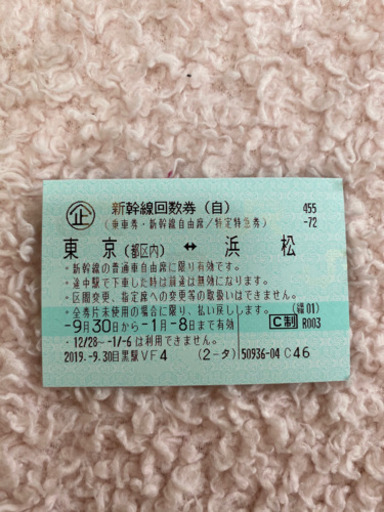 企 新幹線回数券（自） 455
（乗車券・新幹線自由席／特定特急券） -72
東 京（都区内） ↔ 浜 松
・新幹線の普通車自由席に限り有効です。
・途中駅で下車した時は前途は無効になります。
・区間変更、指定席への変更等の取扱いはできません。
・全券片未使用の場合に限り、払い戻しします。 (縁01)
-9月30日から-1月-8日まで有効 C制 R003
・12/28～-1/-6は利用できません。
2019.-9.30目黒駅VF4 (2-タ) 50936-04 C46